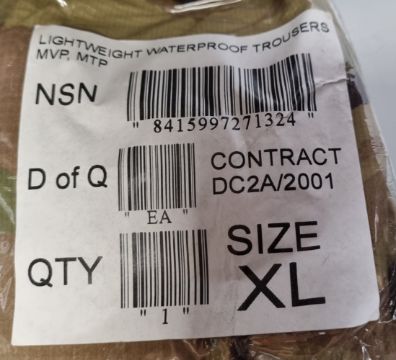 LIGHTWEIGHT WATERPROOF TROUSERS
MVP, MTP
NSN
"8415997271324"
D of Q
"EA"
CONTRACT
DC2A/2001
QTY
"1"
SIZE
XL